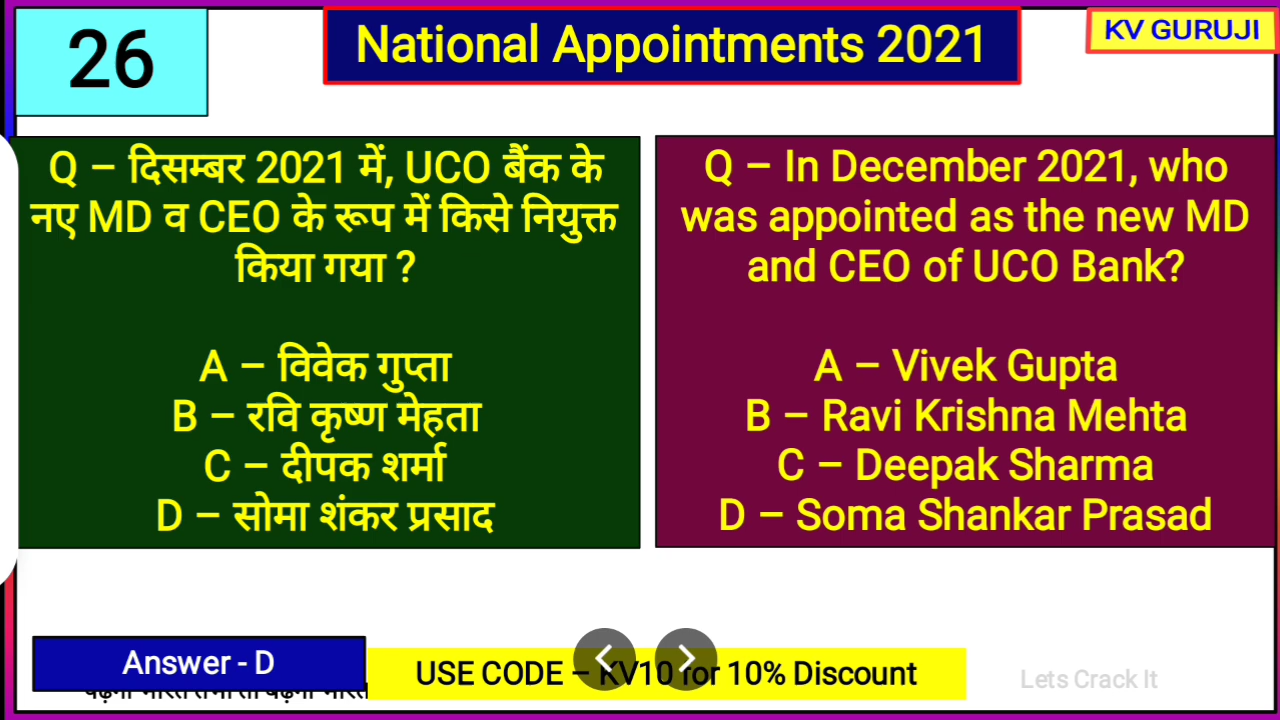 26
National Appointments 2021
KV GURUJI
Q – दिसम्बर 2021 में, UCO बैंक के
नए MD व CEO के रूप में किसे नियुक्त
किया गया ?
A – विवेक गुप्ता
B – रवि कृष्ण मेहता
C – दीपक शर्मा
D – सोमा शंकर प्रसाद
Q – In December 2021, who
was appointed as the new MD
and CEO of UCO Bank?
A – Vivek Gupta
B – Ravi Krishna Mehta
C – Deepak Sharma
D – Soma Shankar Prasad
Answer - D
USE CODE – KV10 for 10% Discount
Lets Crack It